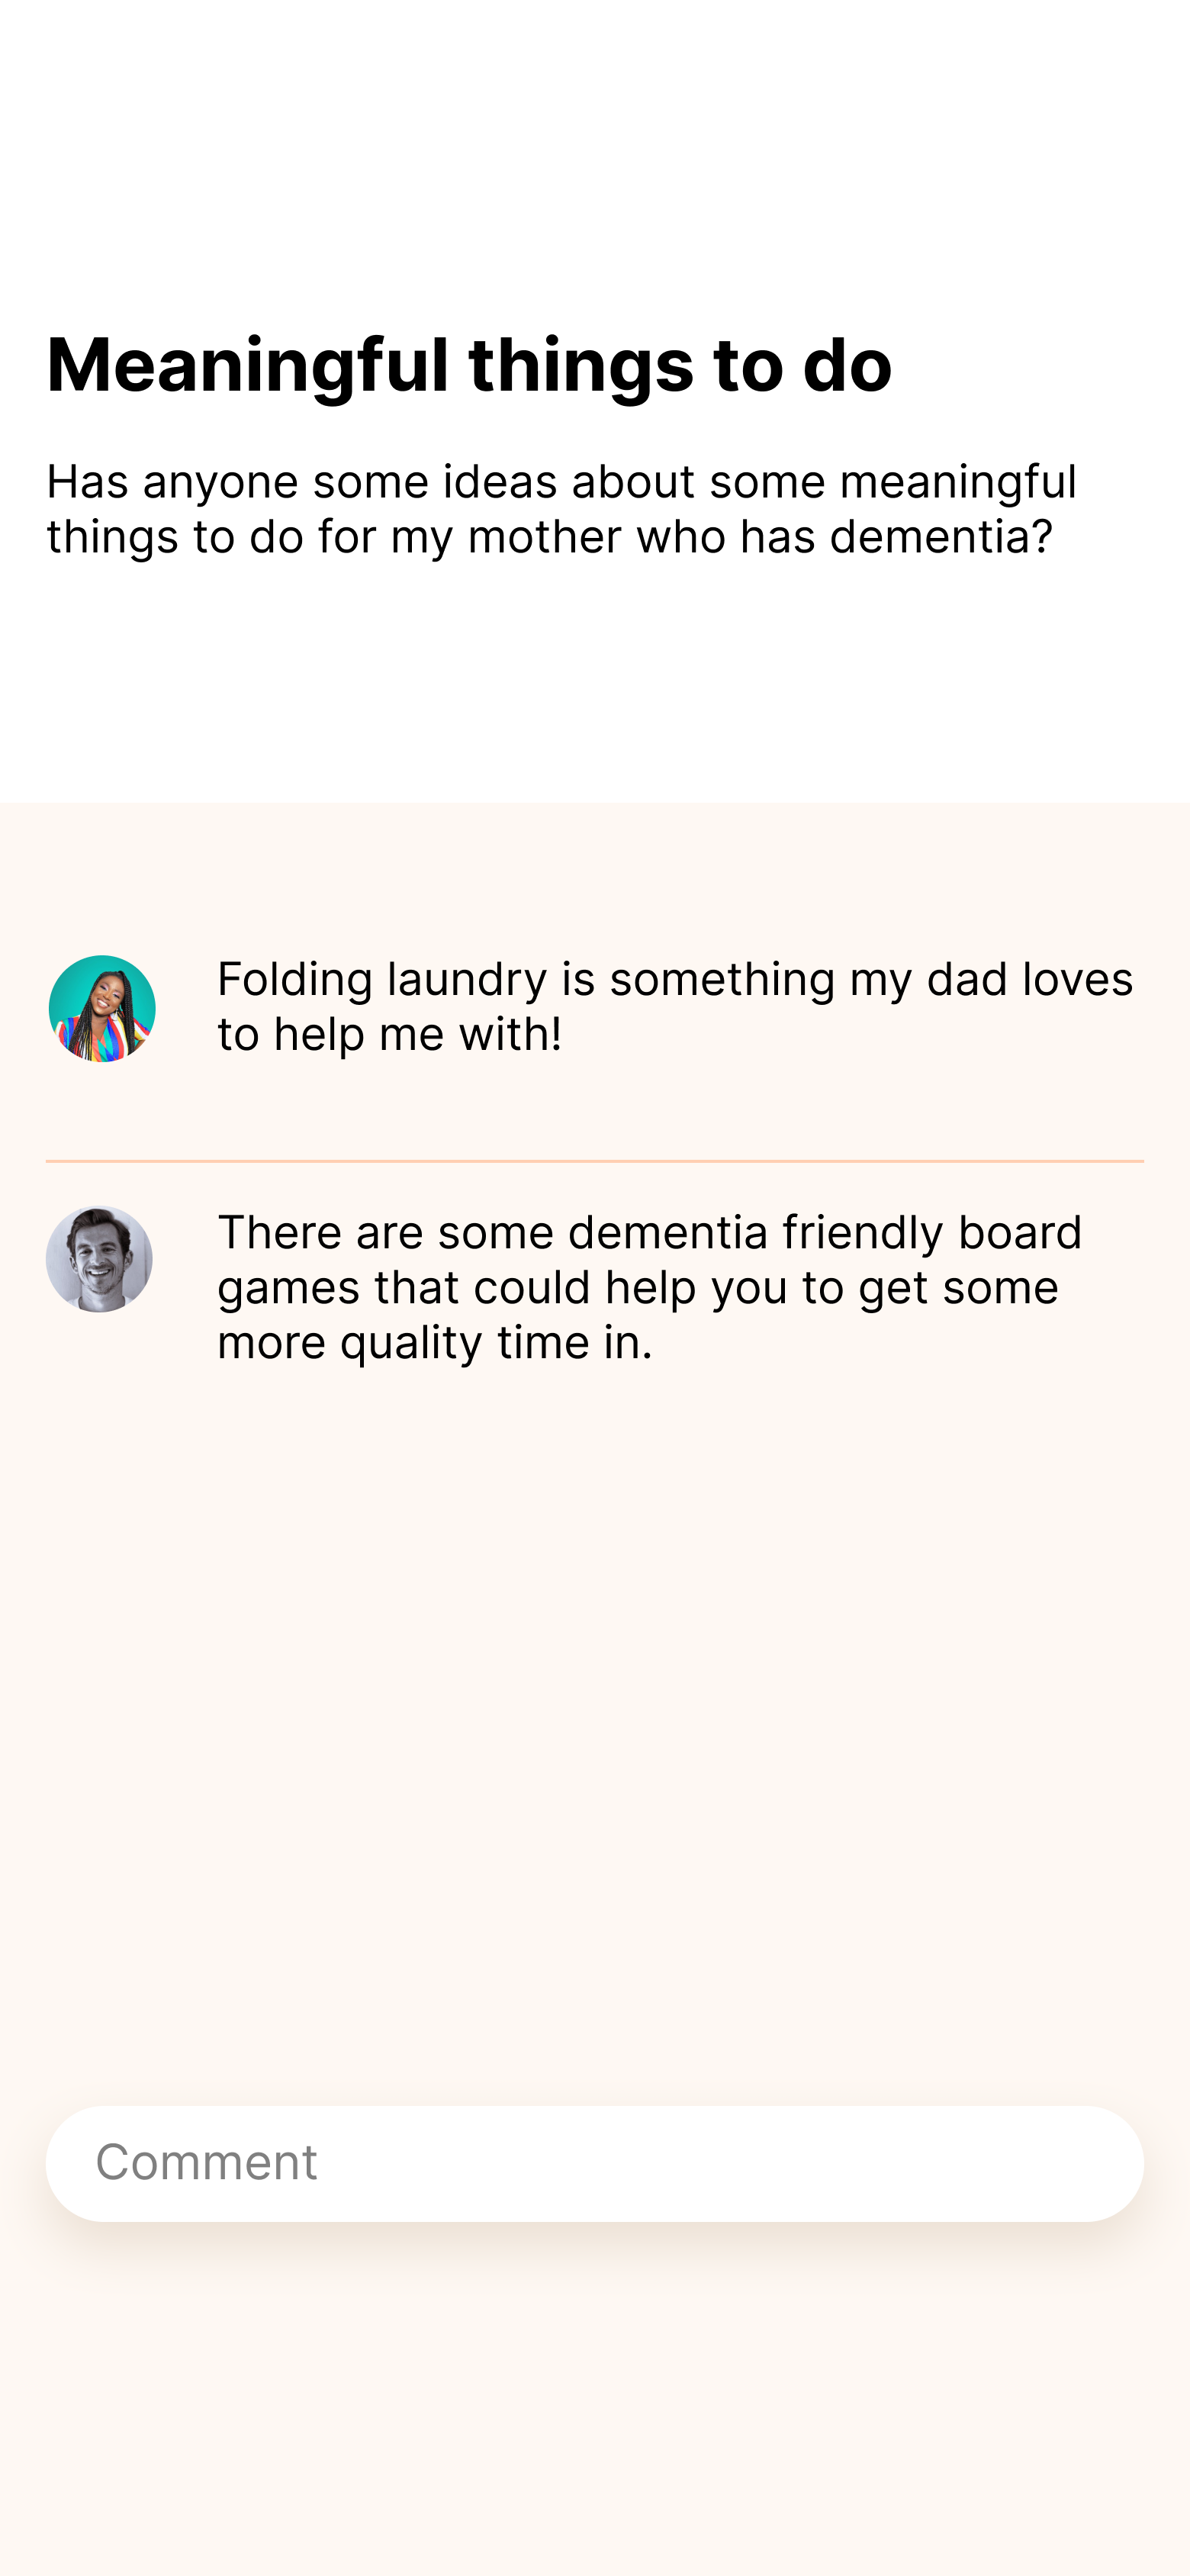 Meaningful things to do
Has anyone some ideas about some meaningful
things to do for my mother who has dementia?
Folding laundry is something my dad loves
to help me with!
There are some dementia friendly board
games that could help you to get some
more quality time in.
Comment